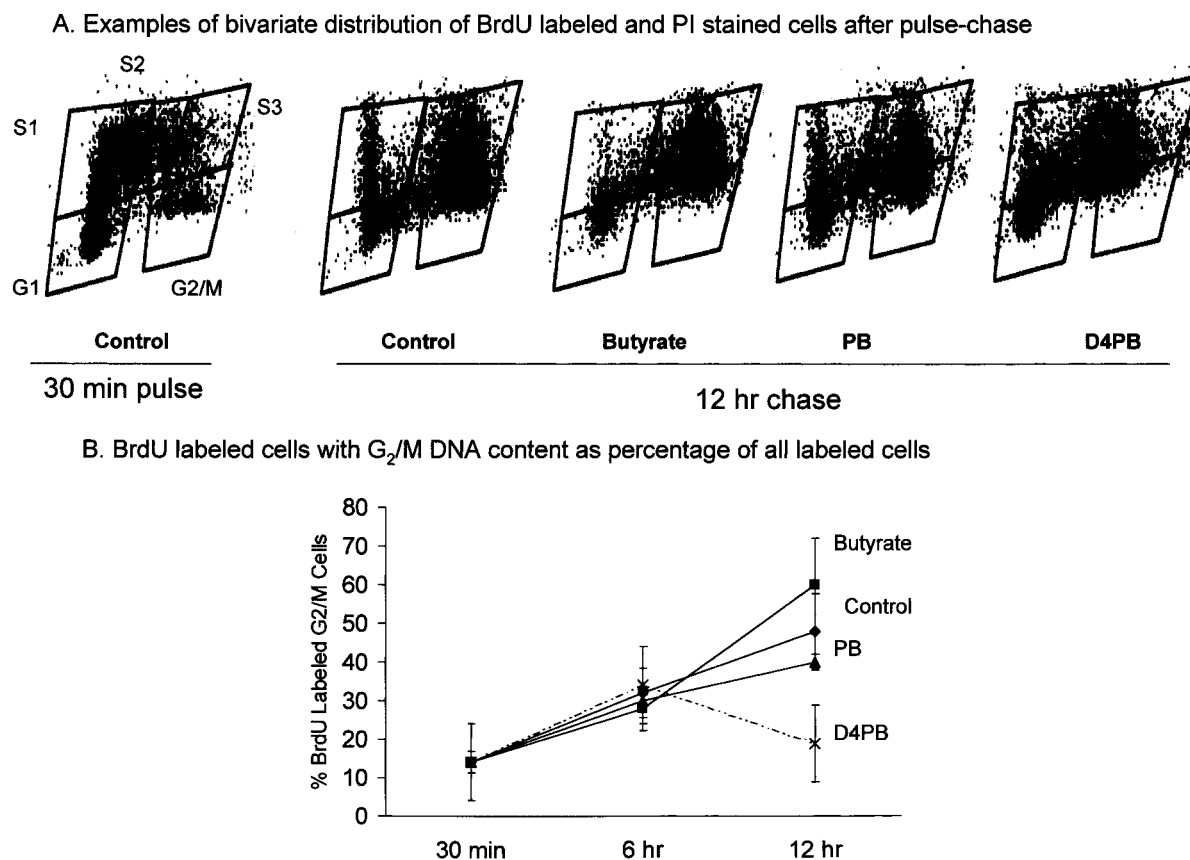 A. Examples of bivariate distribution of BrdU labeled and PI stained cells after pulse-chase
S2
S1
S3
G1
G2/M
Control
Control
Butyrate
PB
D4PB
30 min pulse
12 hr chase
B. BrdU labeled cells with G₂/M DNA content as percentage of all labeled cells
% BrdU Labeled G2/M Cells
80
70
60
50
40
30
20
10
0
Butyrate
Control
PB
D4PB
30 min
6 hr
12 hr